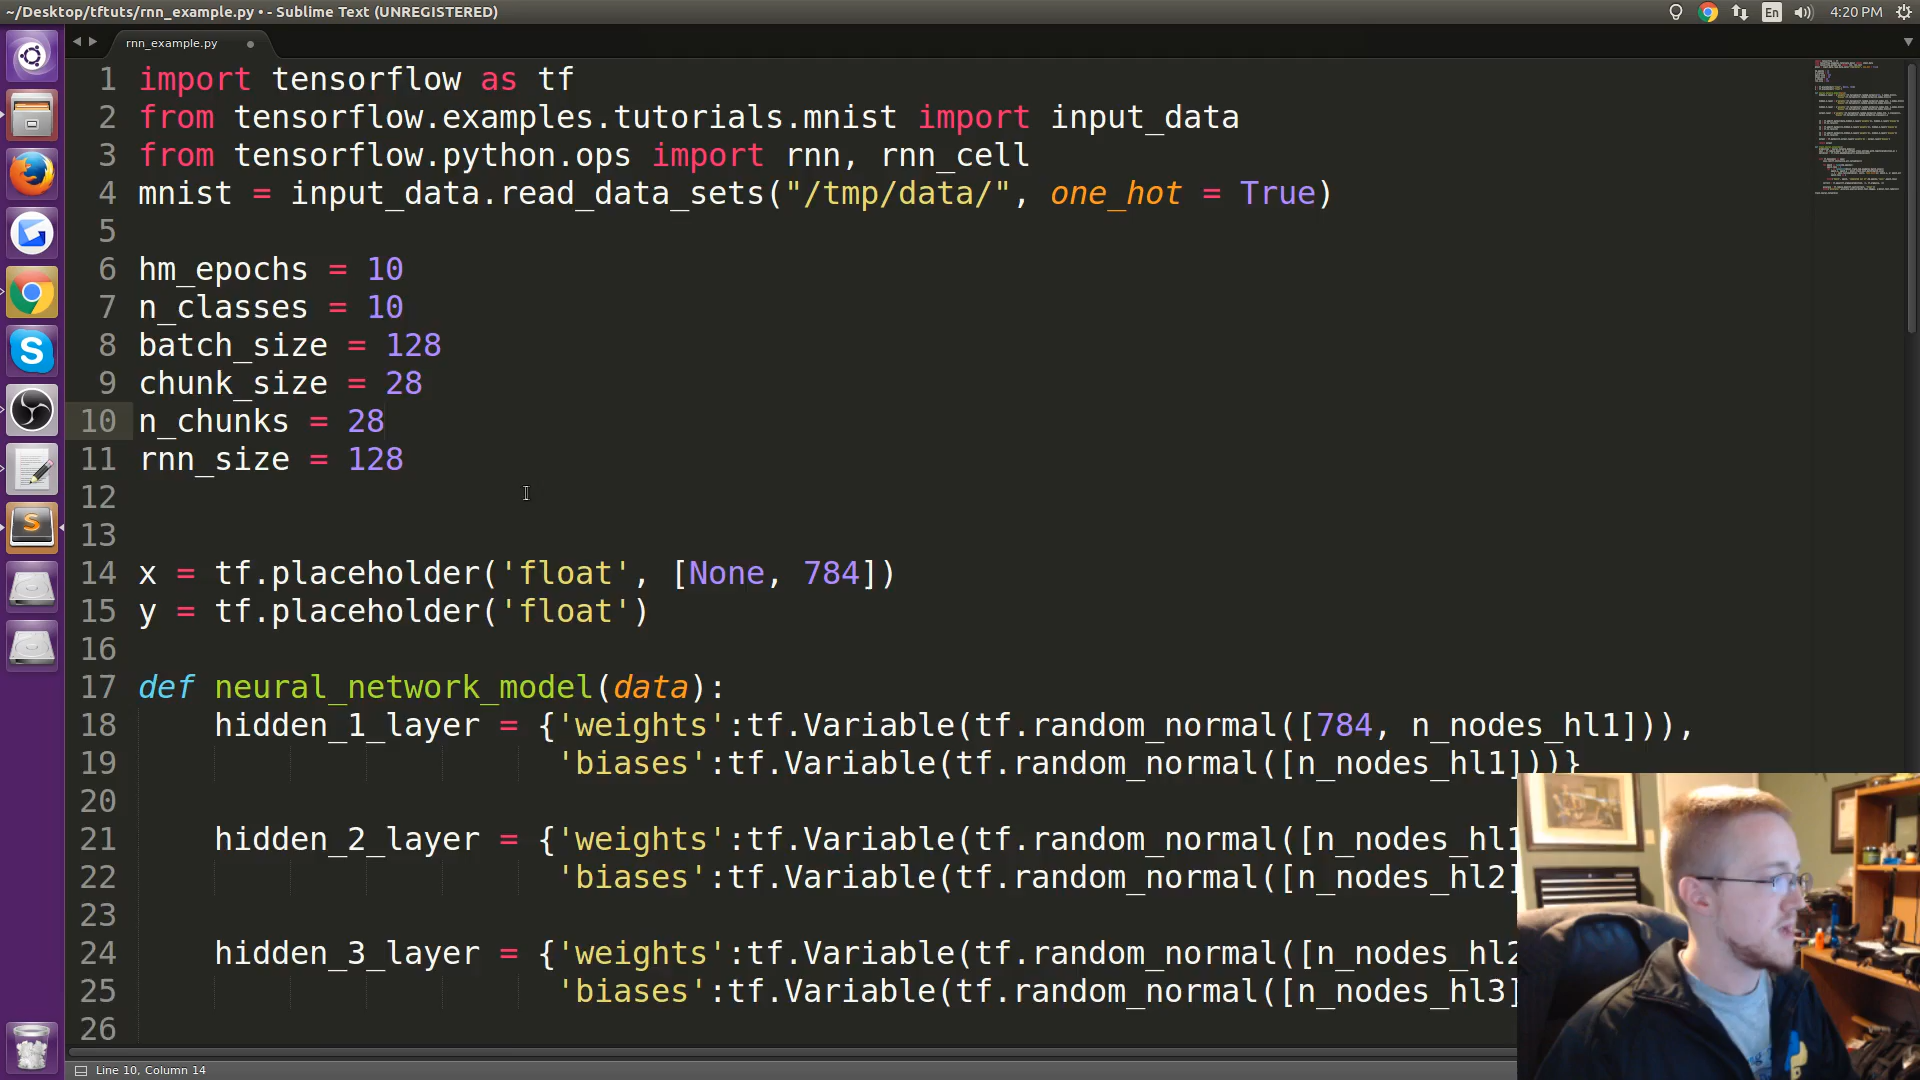 ~/Desktop/tftuts/rnn_example.py • - Sublime Text (UNREGISTERED)
En
4:20 PM
rnn_example.py
1 import tensorflow as tf
2 from tensorflow.examples.tutorials.mnist import input_data
3 from tensorflow.python.ops import rnn, rnn_cell
4 mnist = input_data.read_data_sets("/tmp/data/", one_hot = True)
5
6 hm_epochs = 10
7 n_classes = 10
8 batch_size = 128
9 chunk_size = 28
10 n_chunks = 28
11 rnn_size = 128
12
13
14 x = tf.placeholder('float', [None, 784])
15 y = tf.placeholder('float')
16
17 def neural_network_model(data):
18 hidden_1_layer = {'weights':tf.Variable(tf.random_normal([784, n_nodes_hl1])),
19 'biases':tf.Variable(tf.random_normal([n_nodes_hl1]))}
20
21 hidden_2_layer = {'weights':tf.Variable(tf.random_normal([n_nodes_hl1
22 'biases':tf.Variable(tf.random_normal([n_nodes_hl2]
23
24 hidden_3_layer = {'weights':tf.Variable(tf.random_normal([n_nodes_hl2
25 'biases':tf.Variable(tf.random_normal([n_nodes_hl3]
26
Line 10, Column 14